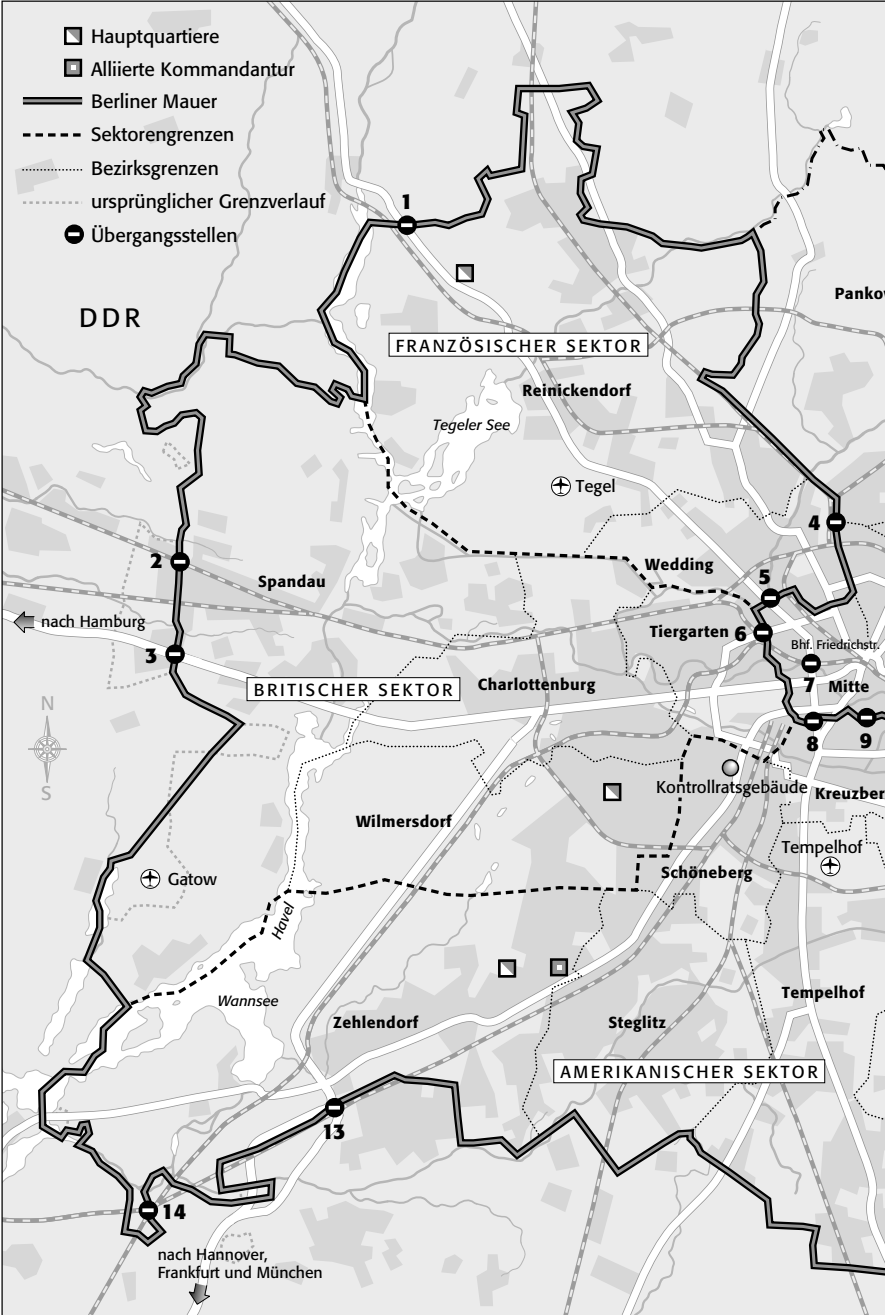 Hauptquartiere
Alliierte Kommandantur
Berliner Mauer
Sektorengrenzen
Bezirksgrenzen
ursprünglicher Grenzverlauf
Übergangsstellen
1
DDR
Panko
FRANZÖSISCHER SEKTOR
Reinickendorf
Tegeler See
Tegel
4
2
Wedding
5
Spandau
nach Hamburg
Tiergarten
6
Bhf. Friedrichstr.
3
7
Mitte
BRITISCHER SEKTOR
Charlottenburg
N
S
8
9
Kontrollratsgebäude
Kreuzber
Wilmersdorf
Tempelhof
Schöneberg
Gatow
Havel
Wannsee
Tempelhof
Zehlendorf
Steglitz
AMERIKANISCHER SEKTOR
13
14
nach Hannover,
Frankfurt und München